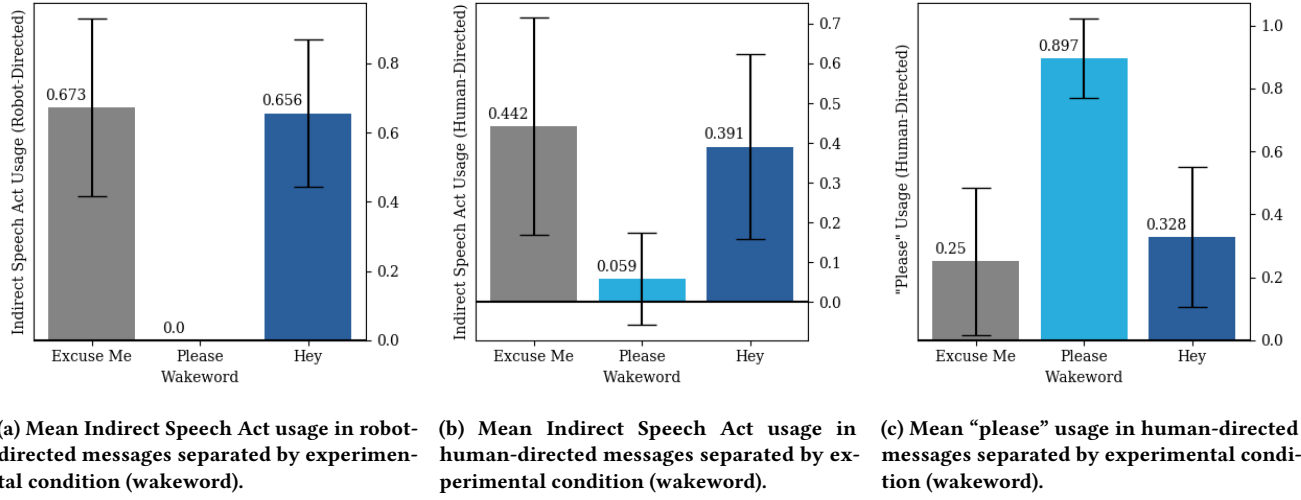 Indirect Speech Act Usage (Robot-Directed)
0.673
0.0
0.656
0.8
0.6
0.4
0.2
0.0
Excuse Me Please Hey
Wakeword
Indirect Speech Act Usage (Human-Directed)
0.442
0.059
0.391
0.7
0.6
0.5
0.4
0.3
0.2
0.1
0.0
Excuse Me Please Hey
Wakeword
"Please" Usage (Human-Directed)
0.25
0.897
0.328
1.0
0.8
0.6
0.4
0.2
0.0
Excuse Me Please Hey
Wakeword
(a) Mean Indirect Speech Act usage in robot-
directed messages separated by experimen-
tal condition (wakeword).
(b) Mean Indirect Speech Act usage in
human-directed messages separated by ex-
perimental condition (wakeword).
(c) Mean “please” usage in human-directed
messages separated by experimental condi-
tion (wakeword).